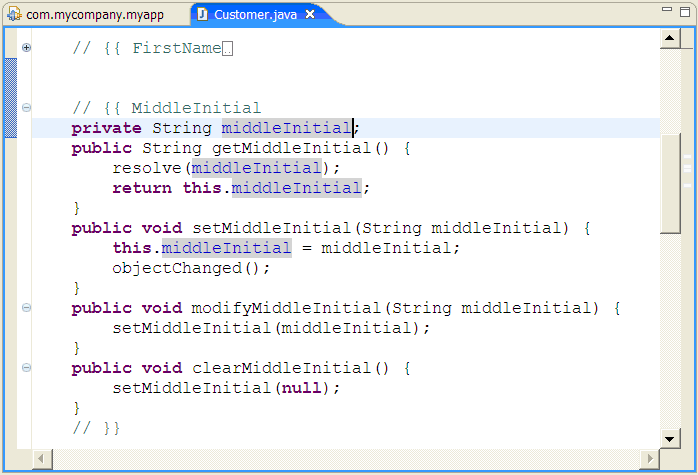 com.mycompany.myapp Customer.java
// {{ FirstName..
// {{ MiddleInitial
private String middleInitial;
public String getMiddleInitial() {
resolve(middleInitial);
return this.middleInitial;
}
public void setMiddleInitial(String middleInitial) {
this.middleInitial = middleInitial;
objectChanged();
}
public void modifyMiddleInitial(String middleInitial) {
setMiddleInitial(middleInitial);
}
public void clearMiddleInitial() {
setMiddleInitial(null);
}
// }}